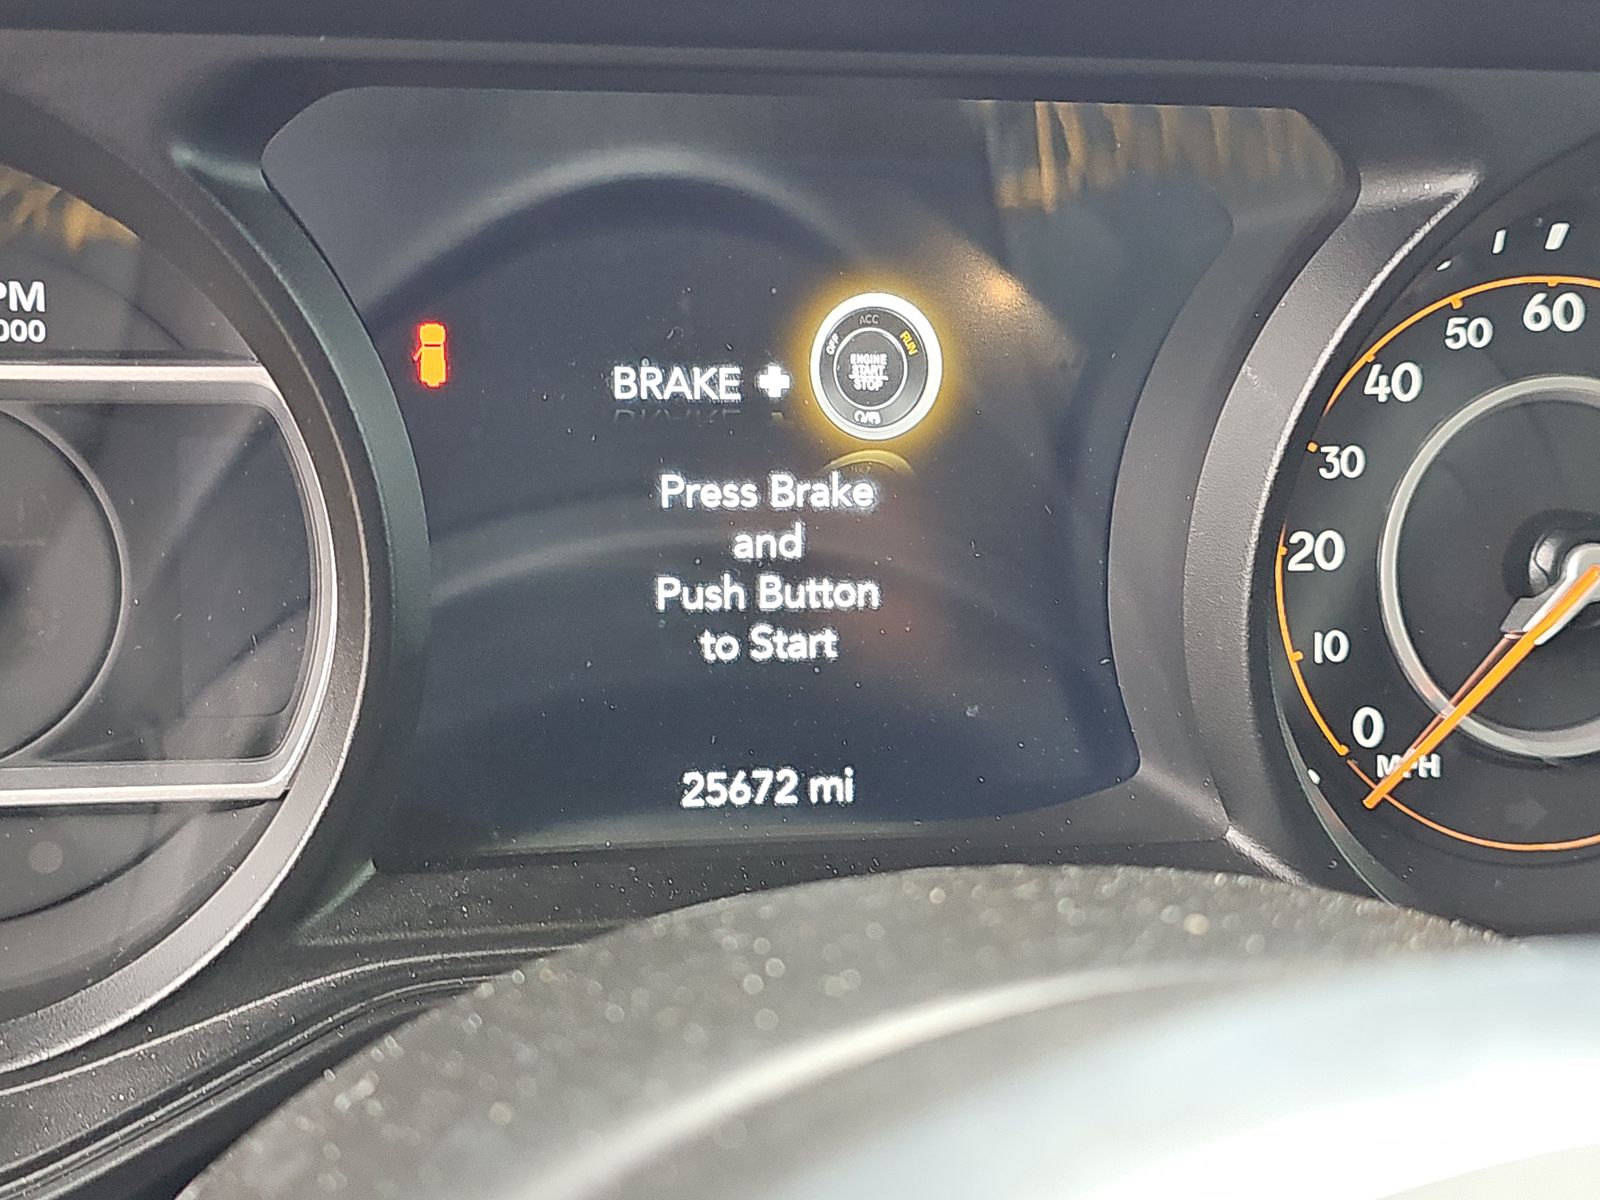 ACC
OFF
RUN
ENGINE
START
STOP
BRAKE +
Press Brake
and
Push Button
to Start
25672 mi
PM
000
60
50
40
30
20
10
0
MPH